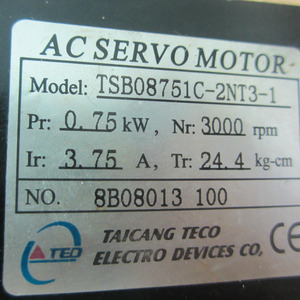 AC SERVO MOTOR
Model: TSB08751C-2NT3-1
Pr: 0.75 kW, Nr: 3000 rpm
Ir: 3.75 A, Tr: 24.4 kg-cm
NO. 8B08013 100
TED
TAICANG TECO
ELECTRO DEVICES CO,
CE